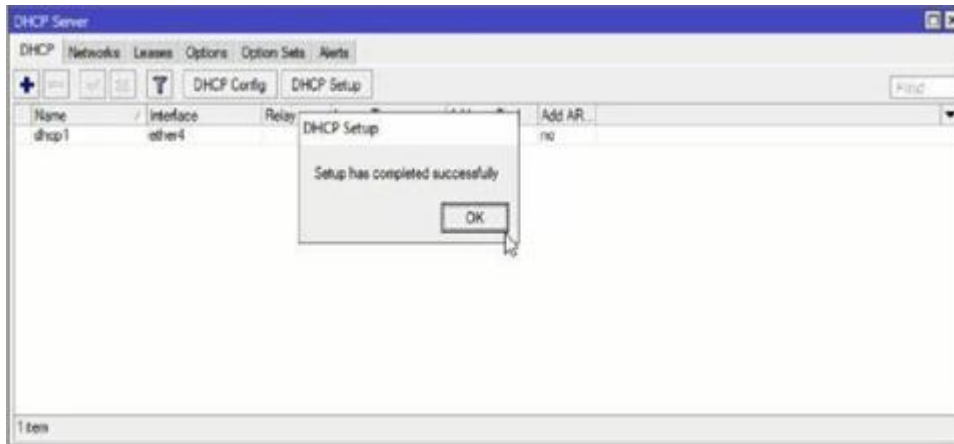 DHCP Server
DHCP Networks Leases Options Option Sets Alerts
DHCP Config DHCP Setup Find
Name / Interface Relay Add AR...
dhcp1 ether4 no
DHCP Setup
Setup has completed successfully
OK
1 item